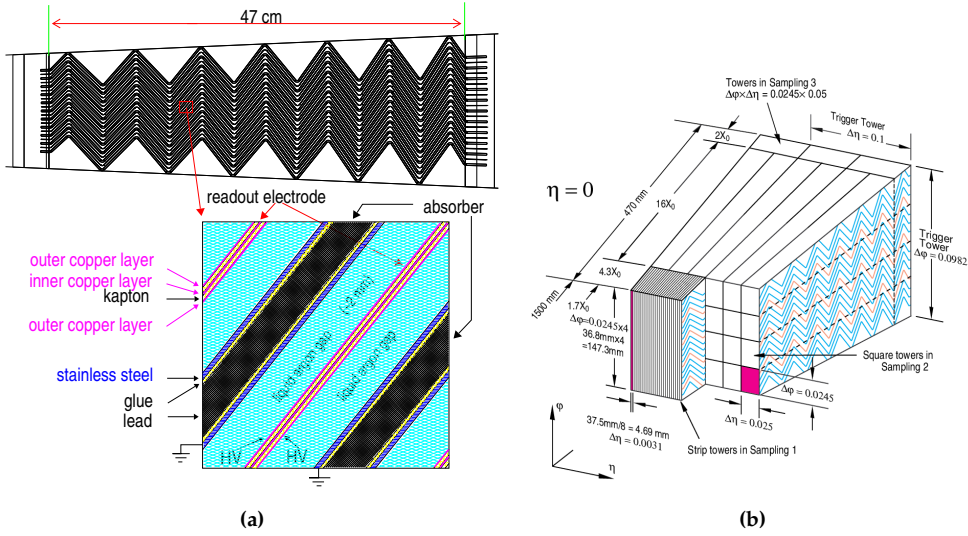 47 cm
readout electrode
absorber
outer copper layer
inner copper layer
kapton
outer copper layer
stainless steel
glue
lead
liquid argon gap
(~2 mm)
liquid argon gap
HV
HV
(a)
Towers in Sampling 3
Δφ×Δη = 0.0245×0.05
Trigger
Tower
Δη = 0.1
2X0
470 mm
16X0
η = 0
4.3X0
1500 mm
1.7X0
Δφ=0.0245x4
36.8mmx4
=147.3mm
Trigger
Tower
Δφ = 0.0982
Square towers in
Sampling 2
Δφ = 0.0245
Δη = 0.025
37.5mm/8 = 4.69 mm
Δη = 0.0031
Strip towers in Sampling 1
φ
η
(b)